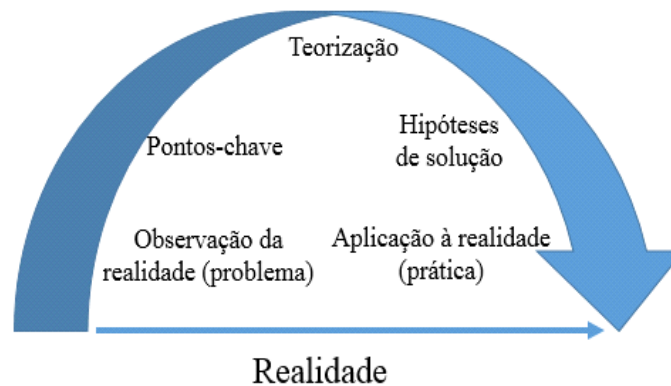 Teorização
Pontos-chave
Hipóteses
de solução
Observação da
realidade (problema)
Aplicação à realidade
(prática)
Realidade